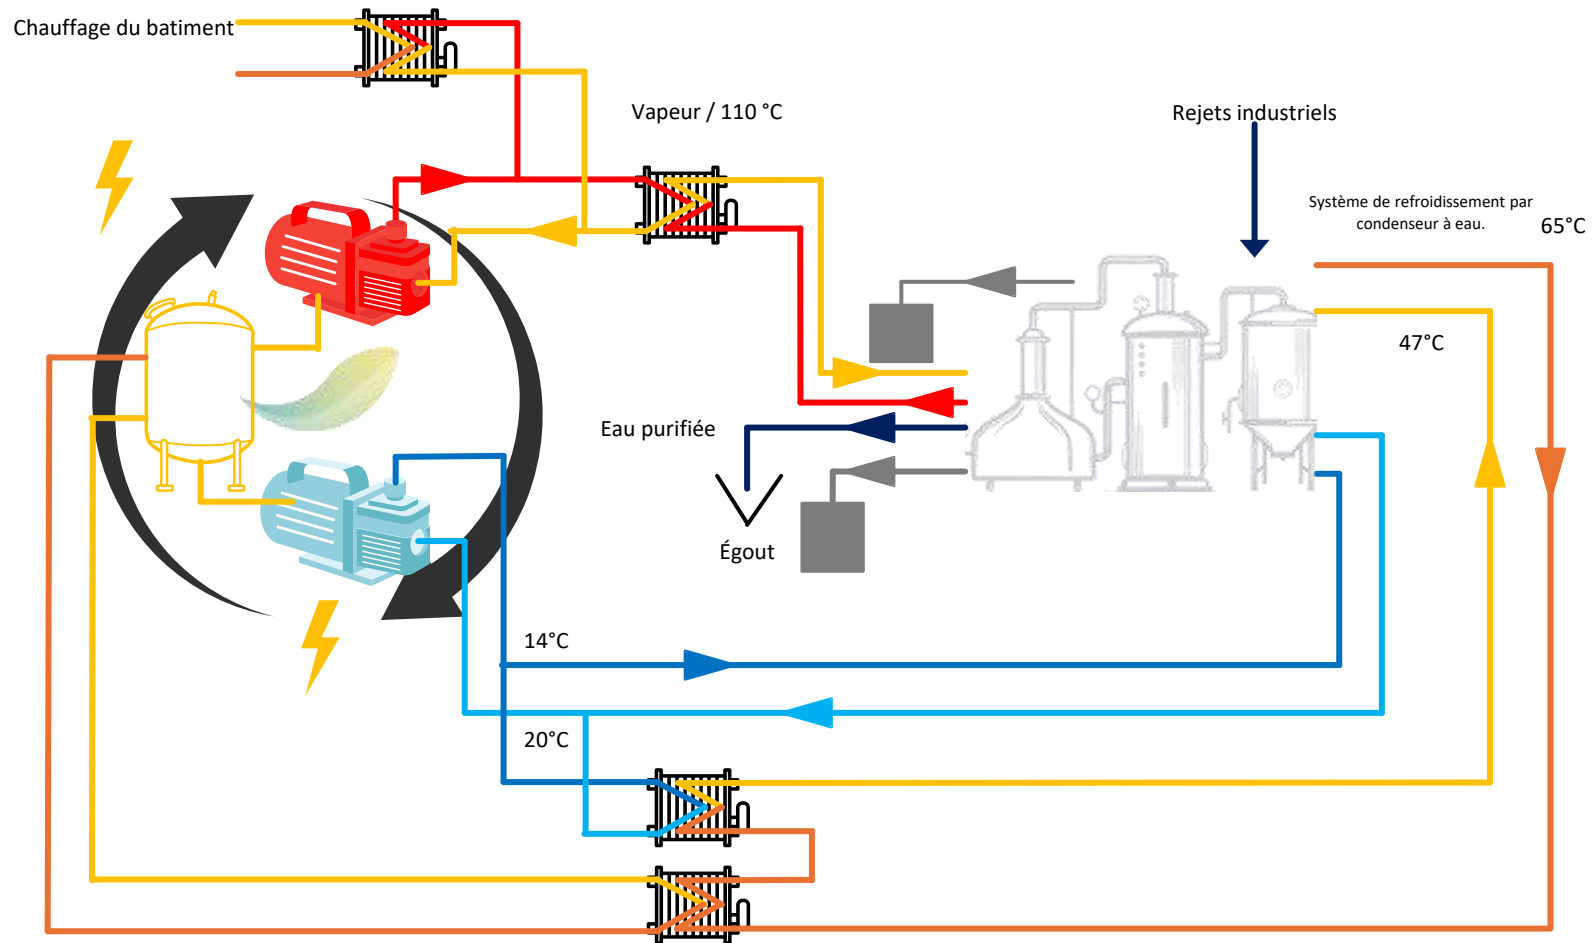 Chauffage du batiment
Vapeur / 110 °C
Rejets industriels
Système de refroidissement par
condenseur à eau.
65°C
47°C
Eau purifiée
Égout
14°C
20°C